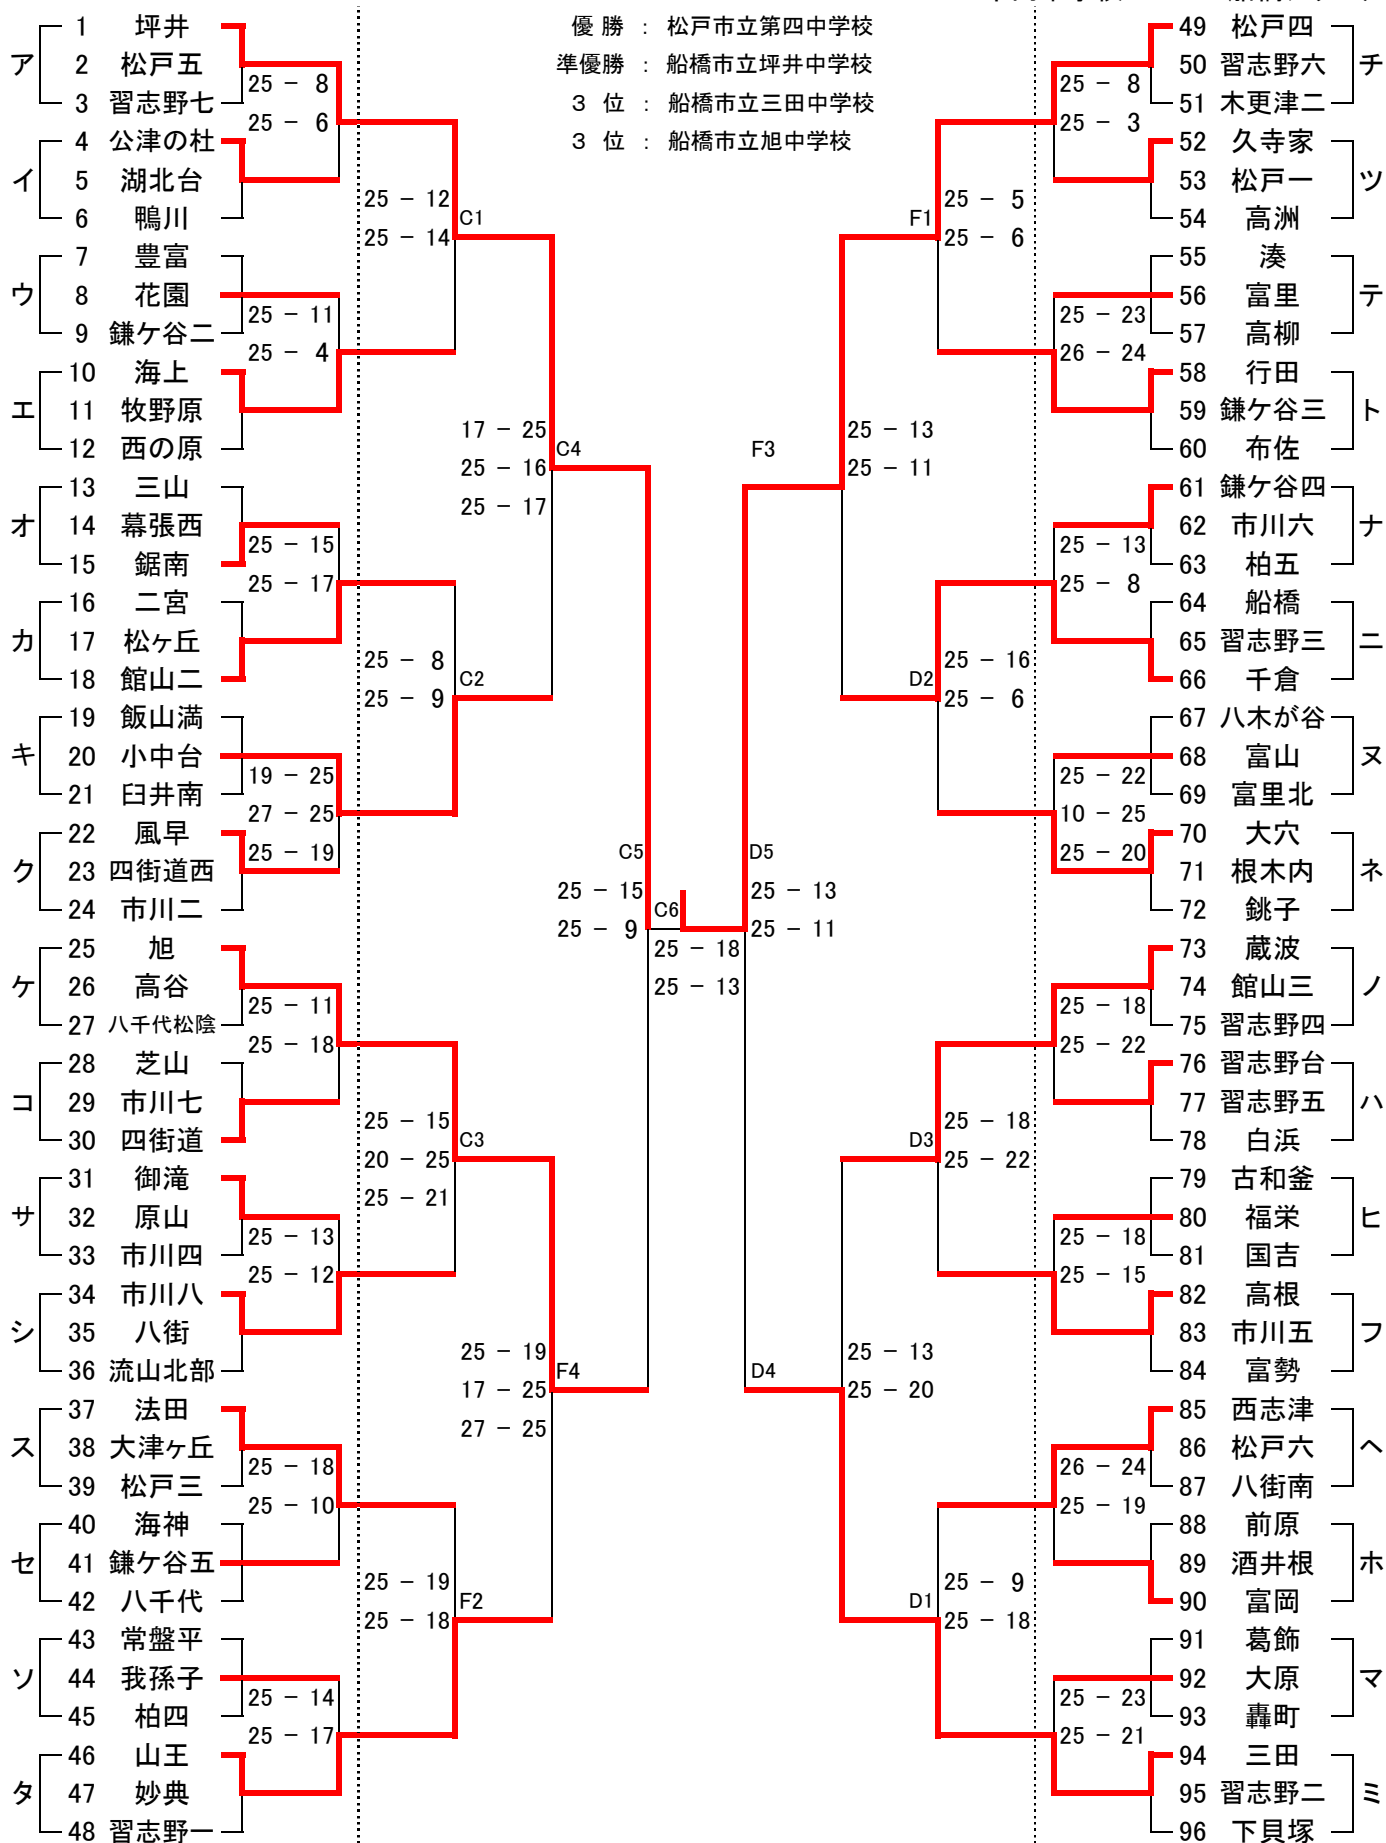 優 勝 : 松戸市立第四中学校
準優勝 : 船橋市立坪井中学校
3 位 : 船橋市立三田中学校
3 位 : 船橋市立旭中学校
ア
1 坪井
2 松戸五
3 習志野七
25 - 8
25 - 6
イ
4 公津の杜
5 湖北台
6 鴨川
25 - 12
25 - 14
C1
ウ
7 豊富
8 花園
9 鎌ケ谷二
25 - 11
25 - 4
エ
10 海上
11 牧野原
12 西の原
17 - 25
25 - 16
25 - 17
C4
オ
13 三山
14 幕張西
15 鋸南
25 - 15
25 - 17
カ
16 二宮
17 松ヶ丘
18 館山二
25 - 8
25 - 9
C2
キ
19 飯山満
20 小中台
21 臼井南
19 - 25
27 - 25
25 - 19
ク
22 風早
23 四街道西
24 市川二
C5
25 - 15
25 - 9
C6
25 - 18
25 - 13
ケ
25 旭
26 高谷
27 八千代松陰
25 - 11
25 - 18
コ
28 芝山
29 市川七
30 四街道
25 - 15
20 - 25
25 - 21
C3
サ
31 御滝
32 原山
33 市川四
25 - 13
25 - 12
シ
34 市川八
35 八街
36 流山北部
25 - 19
17 - 25
27 - 25
F4
ス
37 法田
38 大津ヶ丘
39 松戸三
25 - 18
25 - 10
セ
40 海神
41 鎌ケ谷五
42 八千代
25 - 19
25 - 18
F2
ソ
43 常盤平
44 我孫子
45 柏四
25 - 14
25 - 17
タ
46 山王
47 妙典
48 習志野一
49 松戸四
50 習志野六
51 木更津二
チ
25 - 8
25 - 3
52 久寺家
53 松戸一
54 高洲
ツ
F1
25 - 5
25 - 6
55 湊
56 富里
57 高柳
テ
25 - 23
26 - 24
58 行田
59 鎌ケ谷三
60 布佐
ト
F3
25 - 13
25 - 11
61 鎌ケ谷四
62 市川六
63 柏五
ナ
25 - 13
25 - 8
64 船橋
65 習志野三
66 千倉
ニ
D2
25 - 16
25 - 6
67 八木が谷
68 富山
69 富里北
ヌ
25 - 22
10 - 25
25 - 20
70 大穴
71 根木内
72 銚子
ネ
D5
25 - 13
25 - 11
73 蔵波
74 館山三
75 習志野四
ノ
25 - 18
25 - 22
76 習志野台
77 習志野五
78 白浜
ハ
D3
25 - 18
25 - 22
79 古和釜
80 福栄
81 国吉
ヒ
25 - 18
25 - 15
82 高根
83 市川五
84 富勢
フ
D4
25 - 13
25 - 20
85 西志津
86 松戸六
87 八街南
ヘ
26 - 24
25 - 19
88 前原
89 酒井根
90 富岡
ホ
D1
25 - 9
25 - 18
91 葛飾
92 大原
93 轟町
マ
25 - 23
25 - 21
94 三田
95 習志野二
96 下貝塚
ミ